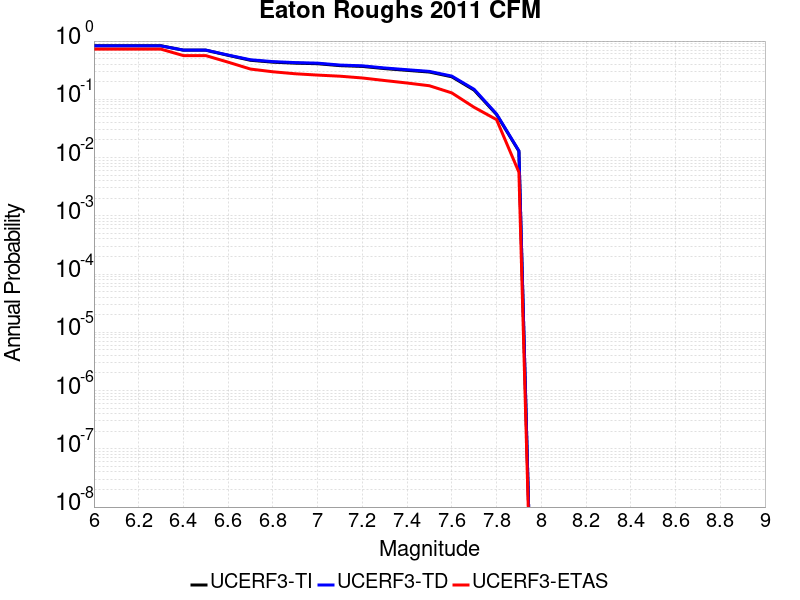 Eaton Roughs 2011 CFM
10^0
10^-1
10^-2
10^-3
10^-4
10^-5
10^-6
10^-7
10^-8
Annual Probability
6 6.2 6.4 6.6 6.8 7 7.2 7.4 7.6 7.8 8 8.2 8.4 8.6 8.8 9
Magnitude
UCERF3-TI UCERF3-TD UCERF3-ETAS